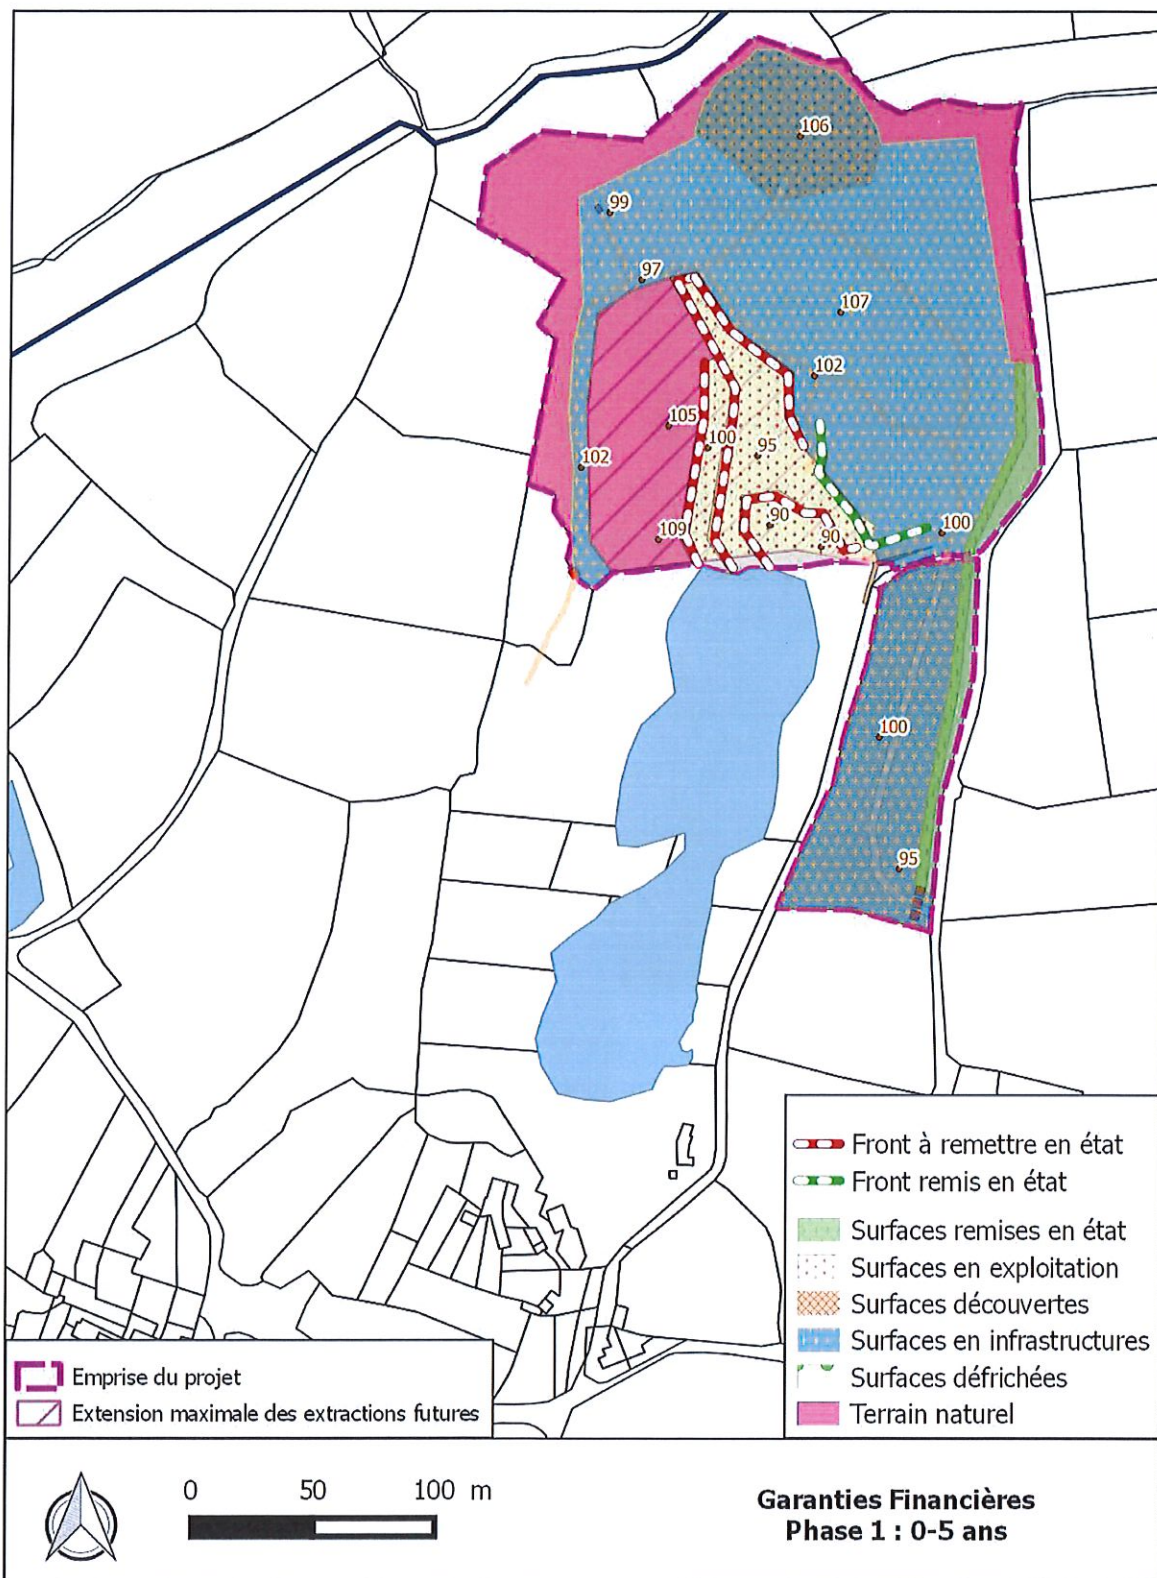 106
99
97
107
102
105
100
95
102
90
109
90
100
100
95
Front à remettre en état
Front remis en état
Surfaces remises en état
Surfaces en exploitation
Surfaces découvertes
Surfaces en infrastructures
Surfaces défrichées
Terrain naturel
Emprise du projet
Extension maximale des extractions futures
0 50 100 m
Garanties Financières
Phase 1 : 0-5 ans